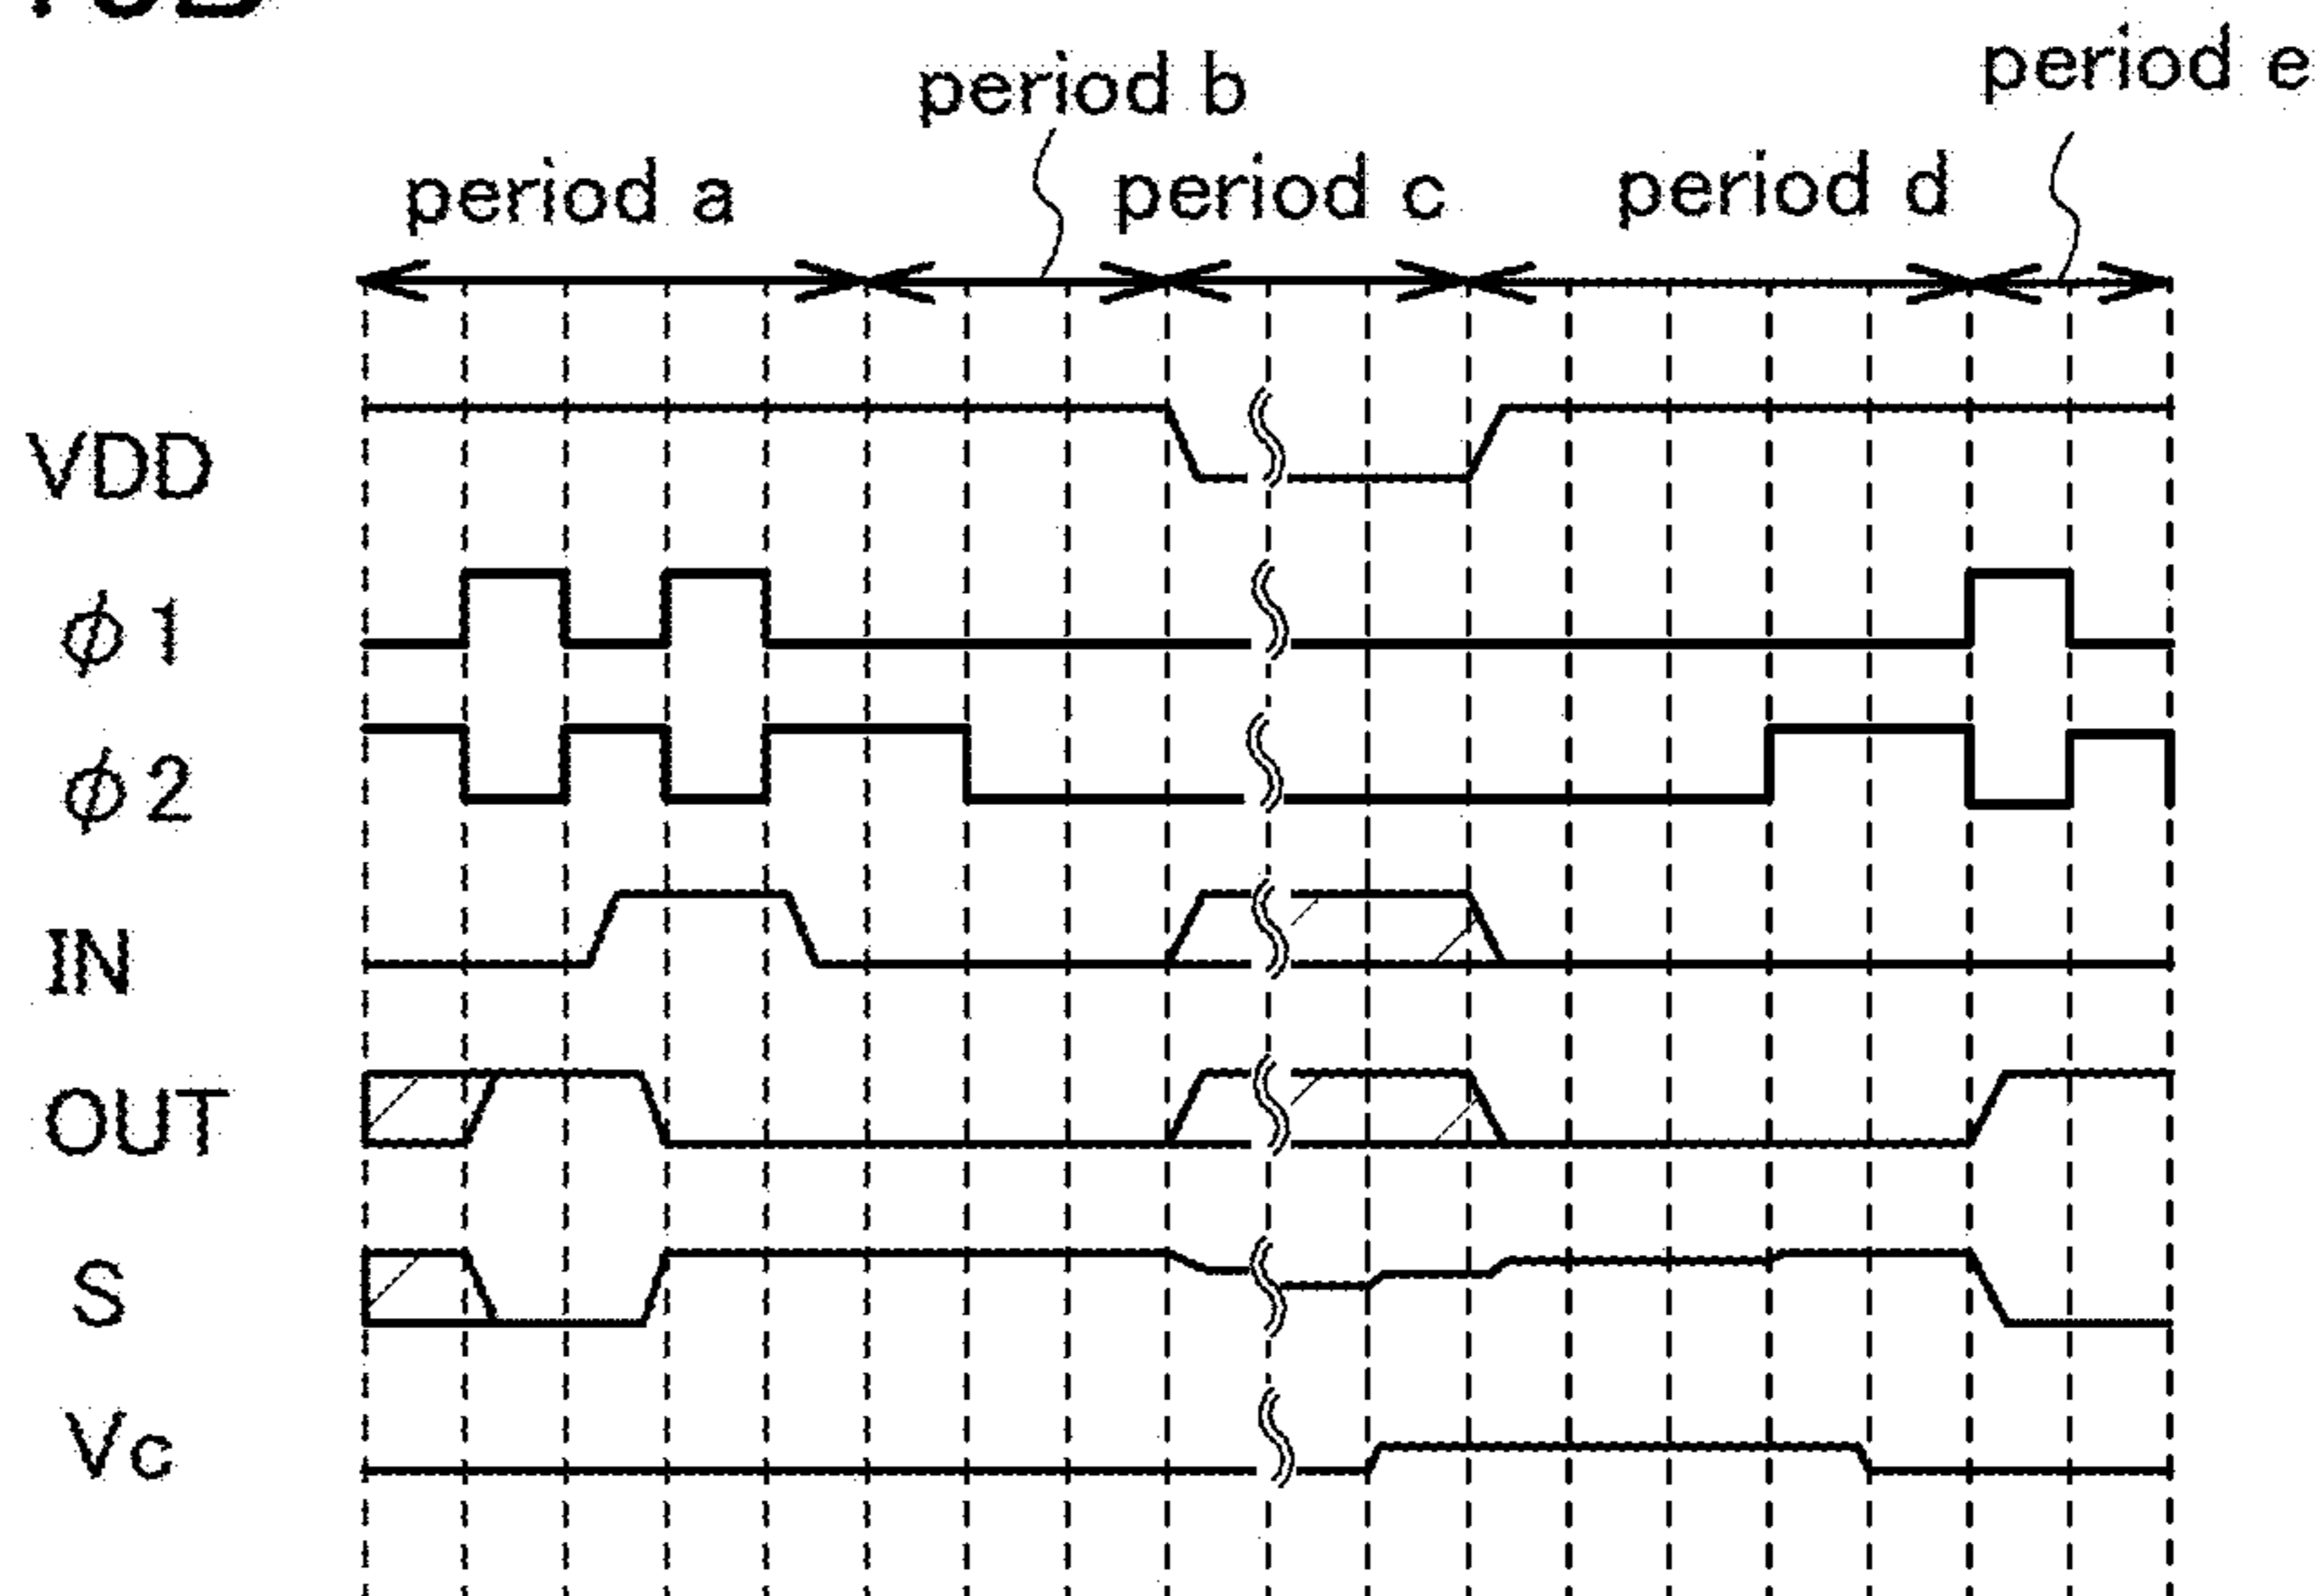 period b
period e
period a
period c
period d
VDD
ϕ1
ϕ2
IN
OUT
S
Vc